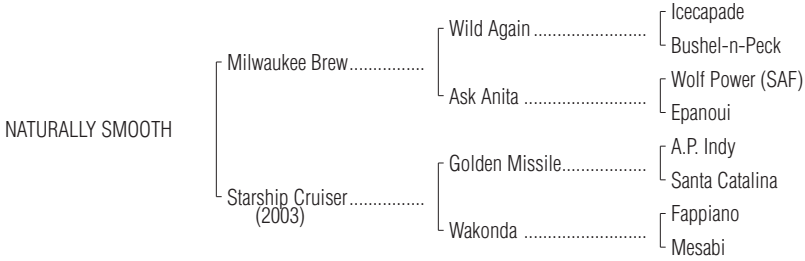 Icecapade
Wild Again........................
Bushel-n-Peck
Milwaukee Brew................
Wolf Power (SAF)
Ask Anita ..........................
Epanoui
NATURALLY SMOOTH
A.P. Indy
Golden Missile..................
Santa Catalina
Starship Cruiser................
(2003)
Fappiano
Wakonda ..........................
Mesabi